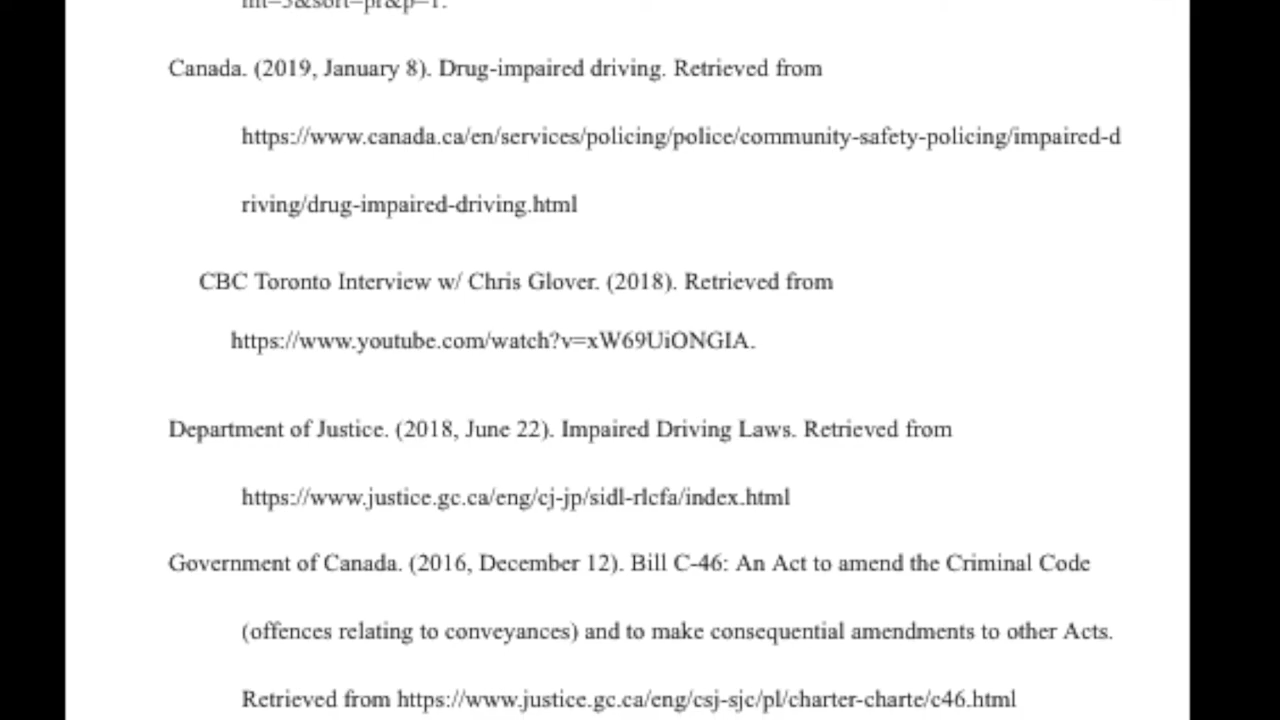 Canada. (2019, January 8). Drug-impaired driving. Retrieved from
https://www.canada.ca/en/services/policing/police/community-safety-policing/impaired-d
riving/drug-impaired-driving.html
CBC Toronto Interview w/ Chris Glover. (2018). Retrieved from
https://www.youtube.com/watch?v=xW69UiONGIA.
Department of Justice. (2018, June 22). Impaired Driving Laws. Retrieved from
https://www.justice.gc.ca/eng/cj-jp/sidl-rlcfa/index.html
Government of Canada. (2016, December 12). Bill C-46: An Act to amend the Criminal Code
(offences relating to conveyances) and to make consequential amendments to other Acts.
Retrieved from https://www.justice.gc.ca/eng/csj-sjc/pl/charter-charte/c46.html